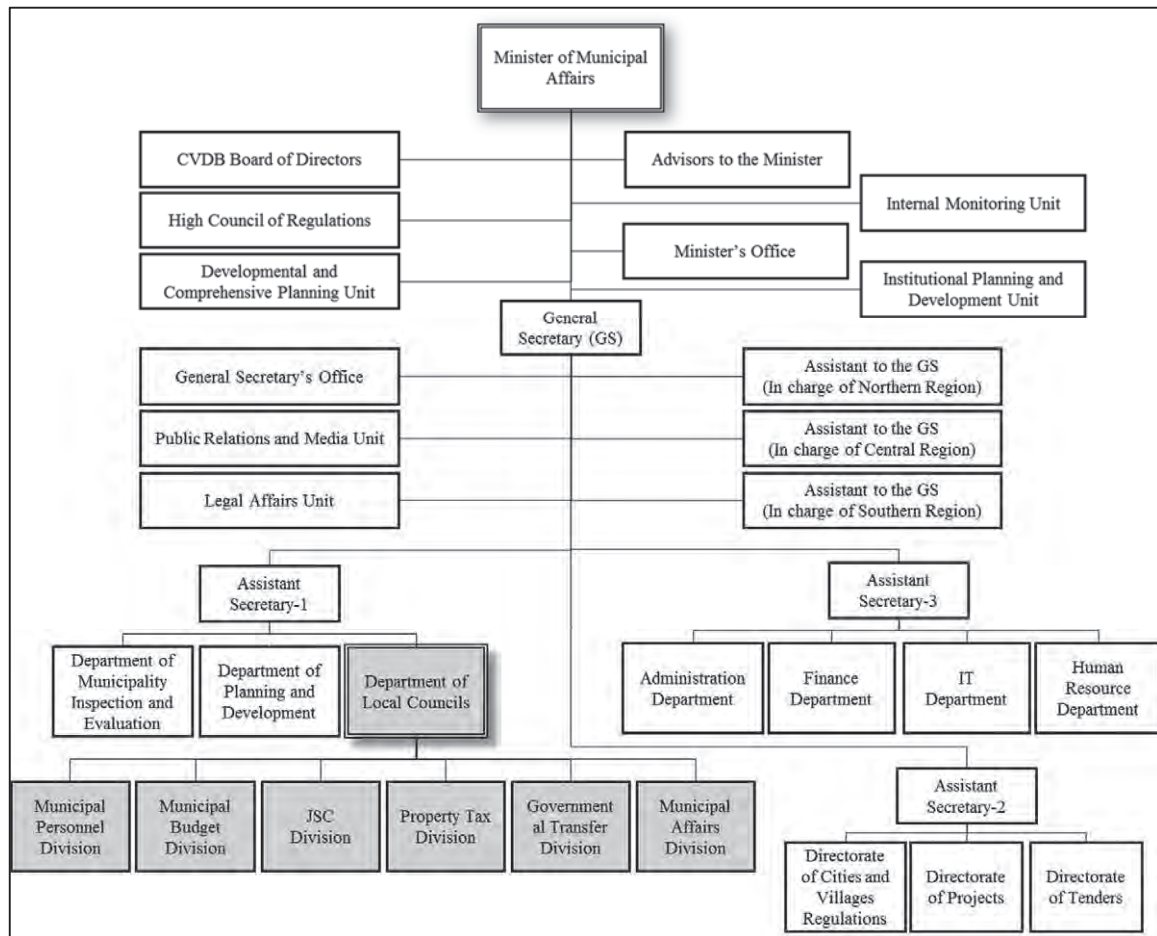 Minister of Municipal
Affairs
CVDB Board of Directors
Advisors to the Minister
Internal Monitoring Unit
High Council of Regulations
Minister's Office
Developmental and
Comprehensive Planning Unit
Institutional Planning and
Development Unit
General
Secretary (GS)
General Secretary's Office
Assistant to the GS
(In charge of Northern Region)
Public Relations and Media Unit
Assistant to the GS
(In charge of Central Region)
Legal Affairs Unit
Assistant to the GS
(In charge of Southern Region)
Assistant
Secretary-1
Assistant
Secretary-3
Department of
Municipality
Inspection and
Evaluation
Department of
Planning and
Development
Department of
Local Councils
Administration
Department
Finance
Department
IT
Department
Human
Resource
Department
Municipal
Personnel
Division
Municipal
Budget
Division
JSC
Division
Property Tax
Division
Government
al Transfer
Division
Municipal
Affairs
Division
Assistant
Secretary-2
Directorate
of Cities and
Villages
Regulations
Directorate
of Projects
Directorate
of Tenders